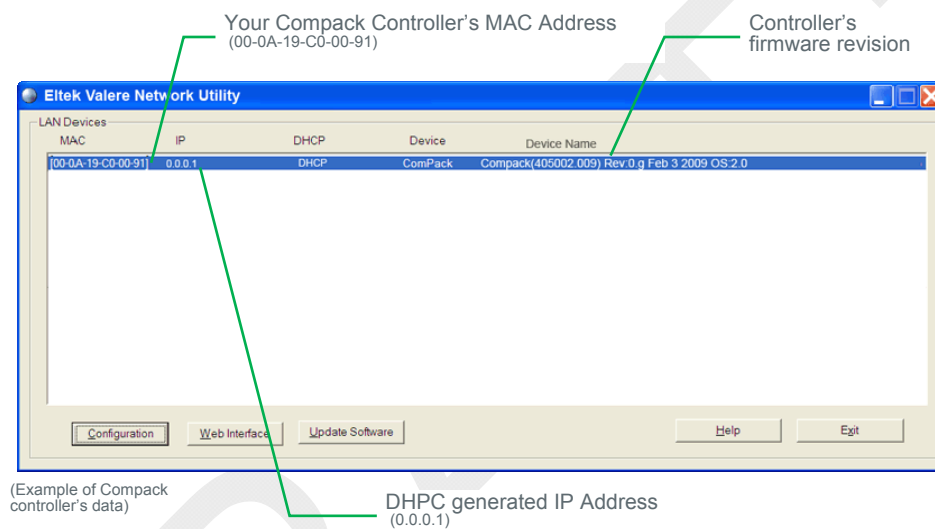 Your Compack Controller's MAC Address
(00-0A-19-C0-00-91)
Controller's
firmware revision
Eltek Valere Network Utility
LAN Devices
MAC IP DHCP Device Device Name
[00-0A-19-C0-00-91] 0.0.0.1 DHCP ComPack Compack(405002.009) Rev:0.g Feb 3 2009 OS:2.0
Configuration Web Interface Update Software Help Exit
(Example of Compack
controller's data)
DHPC generated IP Address
(0.0.0.1)